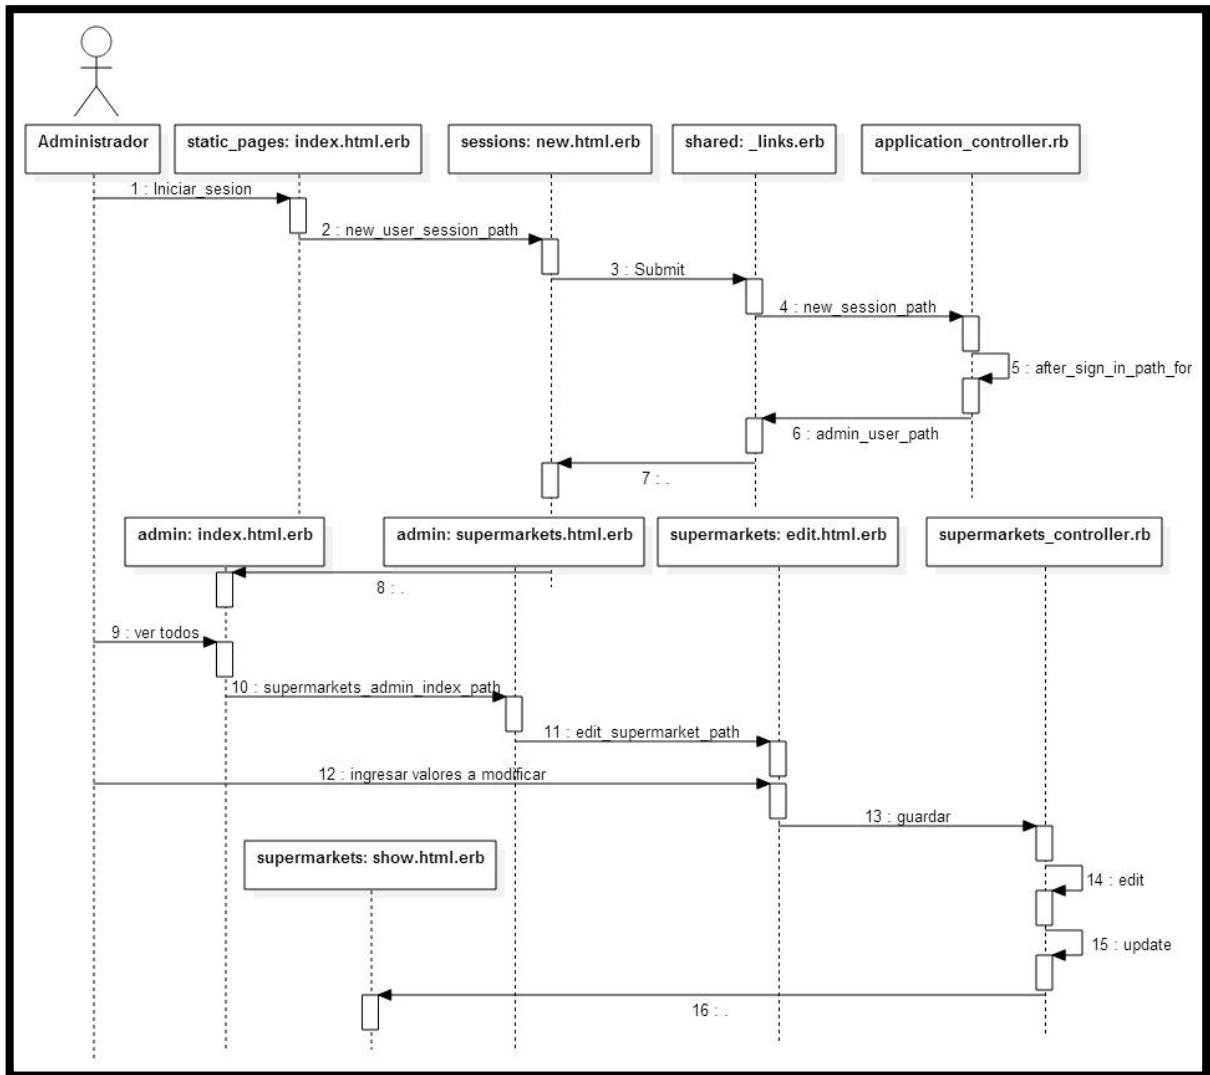 Administrador
static_pages: index.html.erb
sessions: new.html.erb
shared: _links.erb
application_controller.rb
1 : Iniciar_sesion
2 : new_user_session_path
3 : Submit
4 : new_session_path
5 : after_sign_in_path_for
6 : admin_user_path
7 : .
admin: index.html.erb
admin: supermarkets.html.erb
supermarkets: edit.html.erb
supermarkets_controller.rb
8 : .
9 : ver todos
10 : supermarkets_admin_index_path
11 : edit_supermarket_path
12 : ingresar valores a modificar
13 : guardar
supermarkets: show.html.erb
14 : edit
15 : update
16 : .